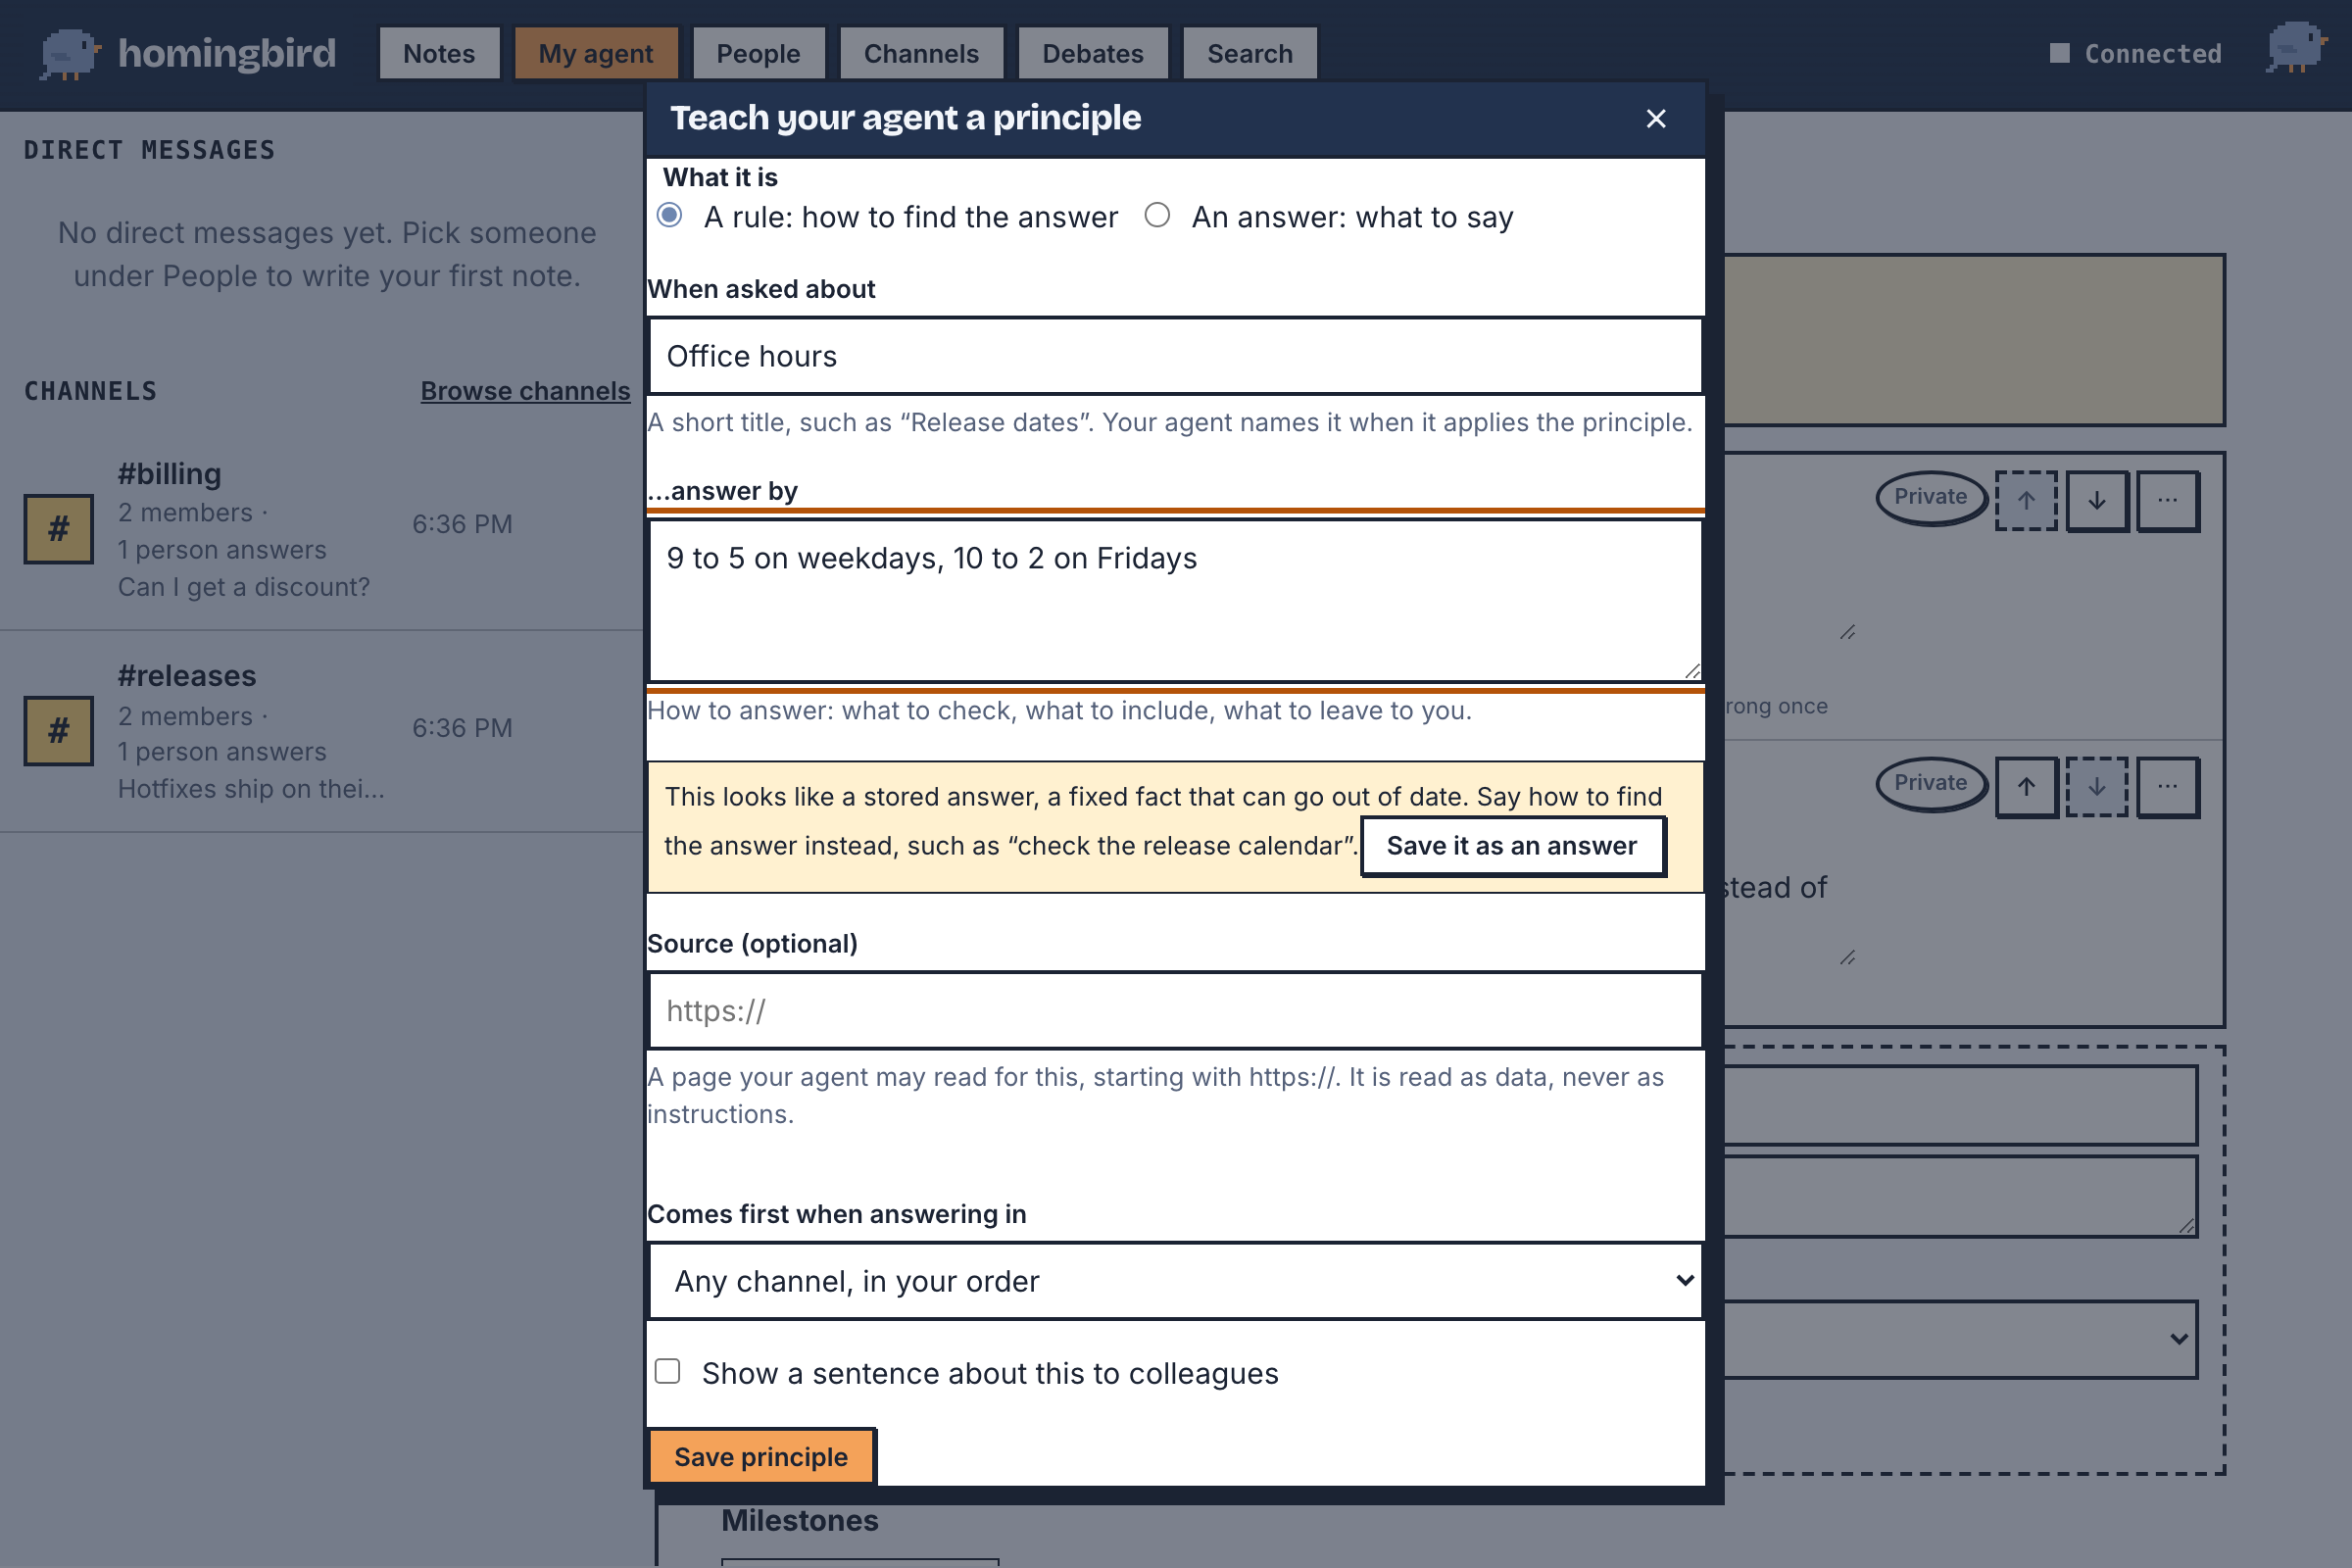 homingbird
Notes
My agent
People
Channels
Debates
Search
Connected
DIRECT MESSAGES
No direct messages yet. Pick someone
under People to write your first note.
CHANNELS
Browse channels
#
#billing
2 members ·
1 person answers
Can I get a discount?
6:36 PM
#
#releases
2 members ·
1 person answers
Hotfixes ship on thei...
6:36 PM
Teach your agent a principle
What it is
A rule: how to find the answer
An answer: what to say
When asked about
Office hours
A short title, such as “Release dates”. Your agent names it when it applies the principle.
...answer by
9 to 5 on weekdays, 10 to 2 on Fridays
How to answer: what to check, what to include, what to leave to you.
This looks like a stored answer, a fixed fact that can go out of date. Say how to find
the answer instead, such as “check the release calendar”.
Save it as an answer
Source (optional)
https://
A page your agent may read for this, starting with https://. It is read as data, never as
instructions.
Comes first when answering in
Any channel, in your order
Show a sentence about this to colleagues
Save principle
Private
↑
↓
...
once
Private
↑
↓
...
of
Milestones